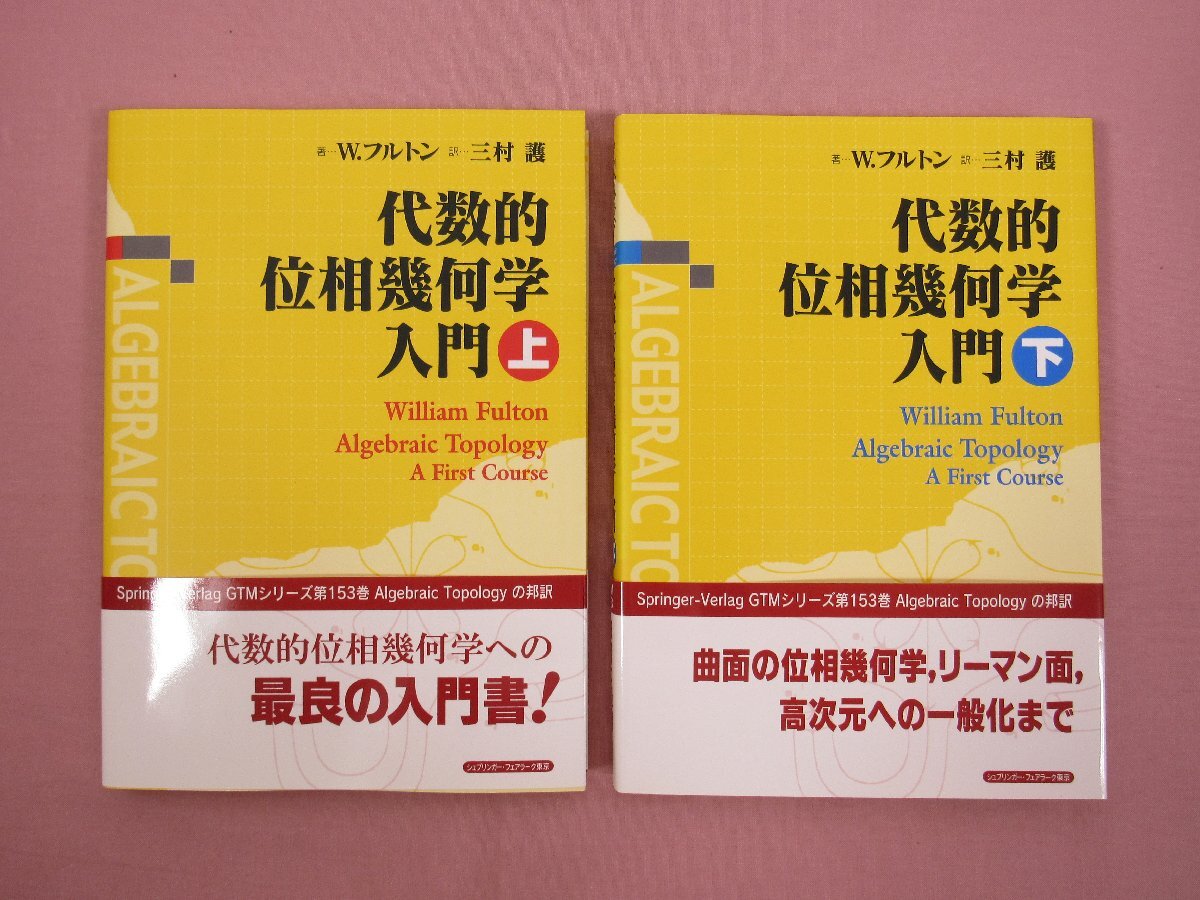 著…W.フルトン 訳…三村 護
代数的
位相幾何学
入門 上
William Fulton
Algebraic Topology
A First Course
ALGEBRAIC TO
Springer-Verlag GTMシリーズ第153巻 Algebraic Topology の邦訳
代数的位相幾何学への
最良の入門書!
シュプリンガー・フェアラーク東京
著…W.フルトン 訳…三村 護
代数的
位相幾何学
入門 下
William Fulton
Algebraic Topology
A First Course
ALGEBRAIC TO
Springer-Verlag GTMシリーズ第153巻 Algebraic Topology の邦訳
曲面の位相幾何学,リーマン面,
高次元への一般化まで
シュプリンガー・フェアラーク東京